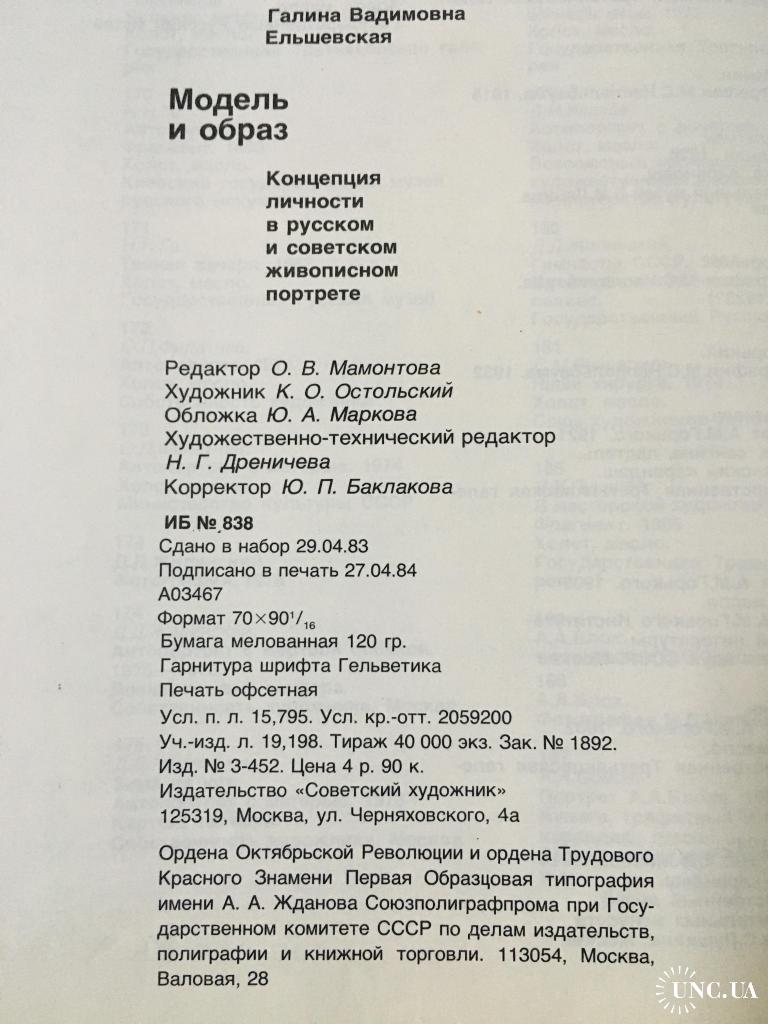 Галина Вадимовна
Ельшевская
Модель
и образ
Концепция
личности
в русском
и советском
живописном
портрете
Редактор О. В. Мамонтова
Художник К. О. Остольский
Обложка Ю. А. Маркова
Художественно-технический редактор
Н. Г. Дреничева
Корректор Ю. П. Баклакова
ИБ № 838
Сдано в набор 29.04.83
Подписано в печать 27.04.84
А03467
Формат 70×90¹/₁₆
Бумага мелованная 120 гр.
Гарнитура шрифта Гельветика
Печать офсетная
Усл. п. л. 15,795. Усл. кр.-отт. 2059200
Уч.-изд. л. 19,198. Тираж 40 000 экз. Зак. № 1892.
Изд. № 3-452. Цена 4 р. 90 к.
Издательство «Советский художник»
125319, Москва, ул. Черняховского, 4а
Ордена Октябрьской Революции и ордена Трудового
Красного Знамени Первая Образцовая типография
имени А. А. Жданова Союзполиграфпрома при Госу-
дарственном комитете СССР по делам издательств,
полиграфии и книжной торговли. 113054, Москва,
Валовая, 28
UNC.UA